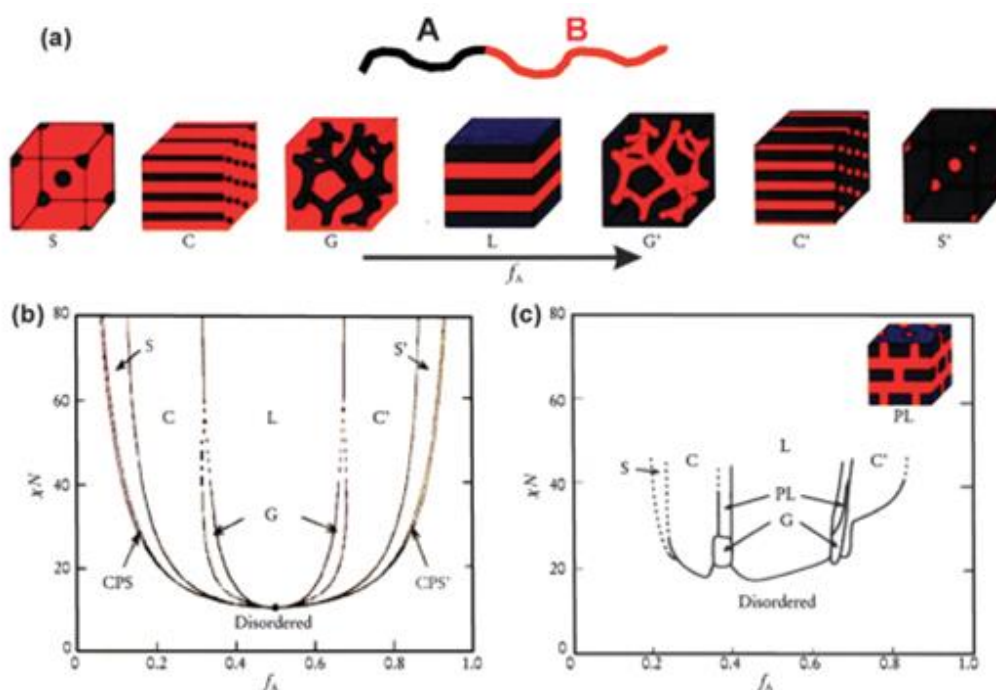 (a)
A B
S C G L G' C' S'
fA
(b)
80
60
40
20
0
χN
S
S'
C
L
C'
G
CPS
CPS'
Disordered
0 0.2 0.4 0.6 0.8 1.0
fA
(c)
80
60
40
20
0
χN
PL
L
S
C
C'
PL
G
Disordered
0.2 0.4 0.6 0.8 1.0
fA